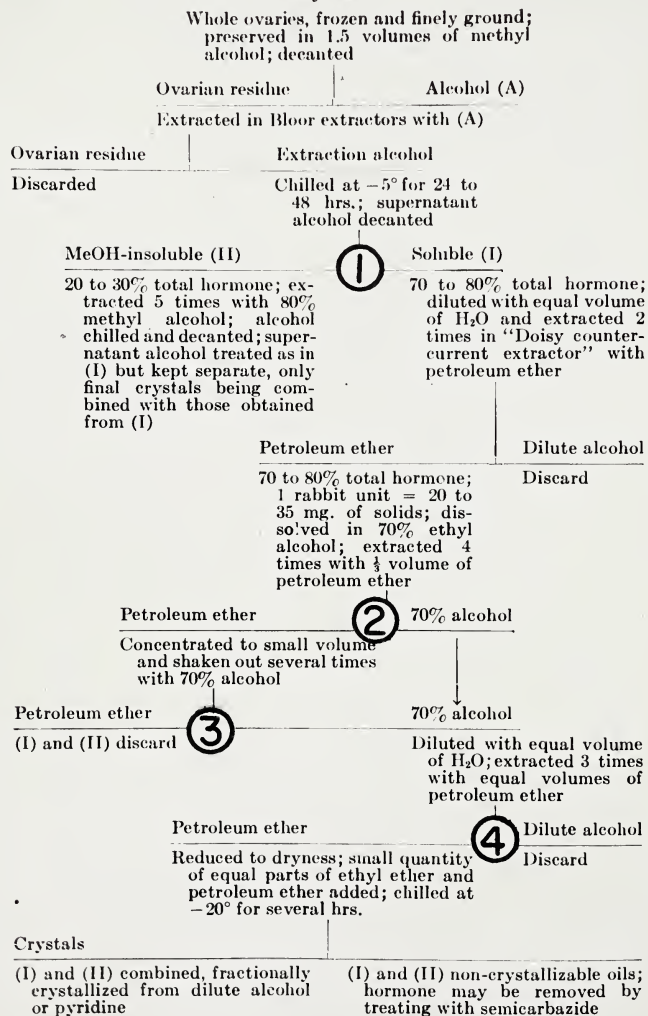 Whole ovaries, frozen and finely ground;
preserved in 1.5 volumes of methyl
alcohol; decanted
Ovarian residue Alcohol (A)
Extracted in Bloor extractors with (A)
Ovarian residue Extraction alcohol
Discarded
Chilled at −5° for 24 to
48 hrs.; supernatant
alcohol decanted
①
MeOH-insoluble (II)
20 to 30% total hormone; ex-
tracted 5 times with 80%
methyl alcohol; alcohol
chilled and decanted; super-
natant alcohol treated as in
(I) but kept separate, only
final crystals being com-
bined with those obtained
from (I)
Soluble (I)
70 to 80% total hormone;
diluted with equal volume
of H₂O and extracted 2
times in "Doisy counter-
current extractor" with
petroleum ether
Petroleum ether
70 to 80% total hormone;
1 rabbit unit = 20 to
35 mg. of solids; dis-
solved in 70% ethyl
alcohol; extracted 4
times with ⅓ volume of
petroleum ether
Dilute alcohol
Discard
②
Petroleum ether
Concentrated to small volume
and shaken out several times
with 70% alcohol
70% alcohol
③
Petroleum ether
(I) and (II) discard
70% alcohol
Diluted with equal volume
of H₂O; extracted 3 times
with equal volumes of
petroleum ether
④
Petroleum ether
Reduced to dryness; small quantity
of equal parts of ethyl ether and
petroleum ether added; chilled at
−20° for several hrs.
Dilute alcohol
Discard
Crystals
(I) and (II) combined, fractionally
crystallized from dilute alcohol
or pyridine
(I) and (II) non-crystallizable oils;
hormone may be removed by
treating with semicarbazide